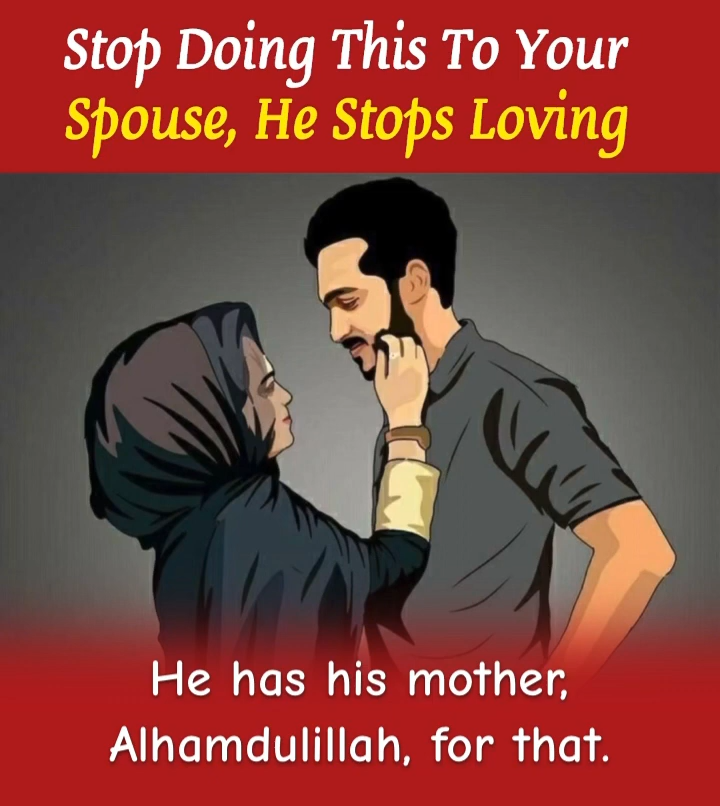 Stop Doing This To Your
Spouse, He Stops Loving
He has his mother,
Alhamdulillah, for that.